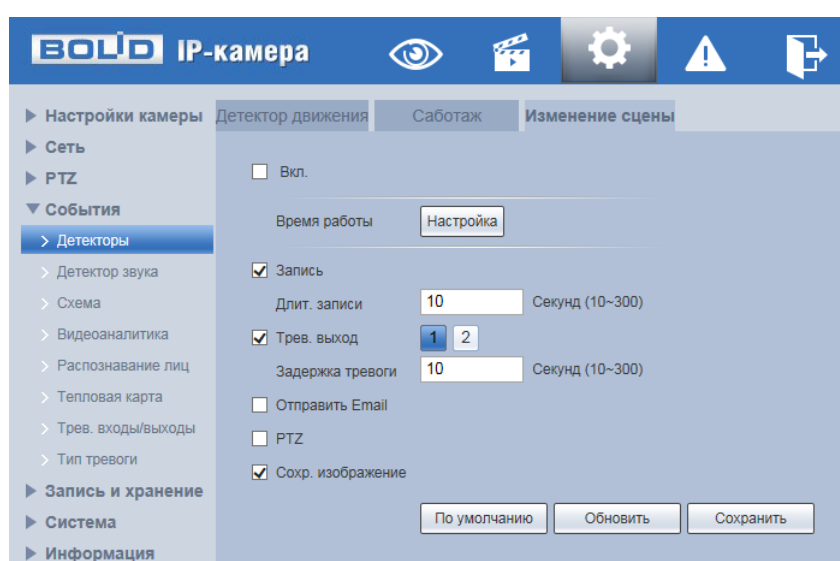 BOLID IP-камера
Настройки камеры
Сеть
PTZ
События
Детекторы
Детектор звука
Схема
Видеоаналитика
Распознавание лиц
Тепловая карта
Трев. входы/выходы
Тип тревоги
Запись и хранение
Система
Информация
Детектор движения Саботаж Изменение сцены
Вкл.
Время работы Настройка
Запись
Длит. записи 10 Секунд (10~300)
Трев. выход 1 2
Задержка тревоги 10 Секунд (10~300)
Отправить Email
PTZ
Сохр. изображение
По умолчанию Обновить Сохранить